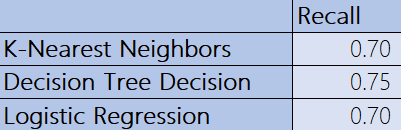 Recall
K-Nearest Neighbors 0.70
Decision Tree Decision 0.75
Logistic Regression 0.70